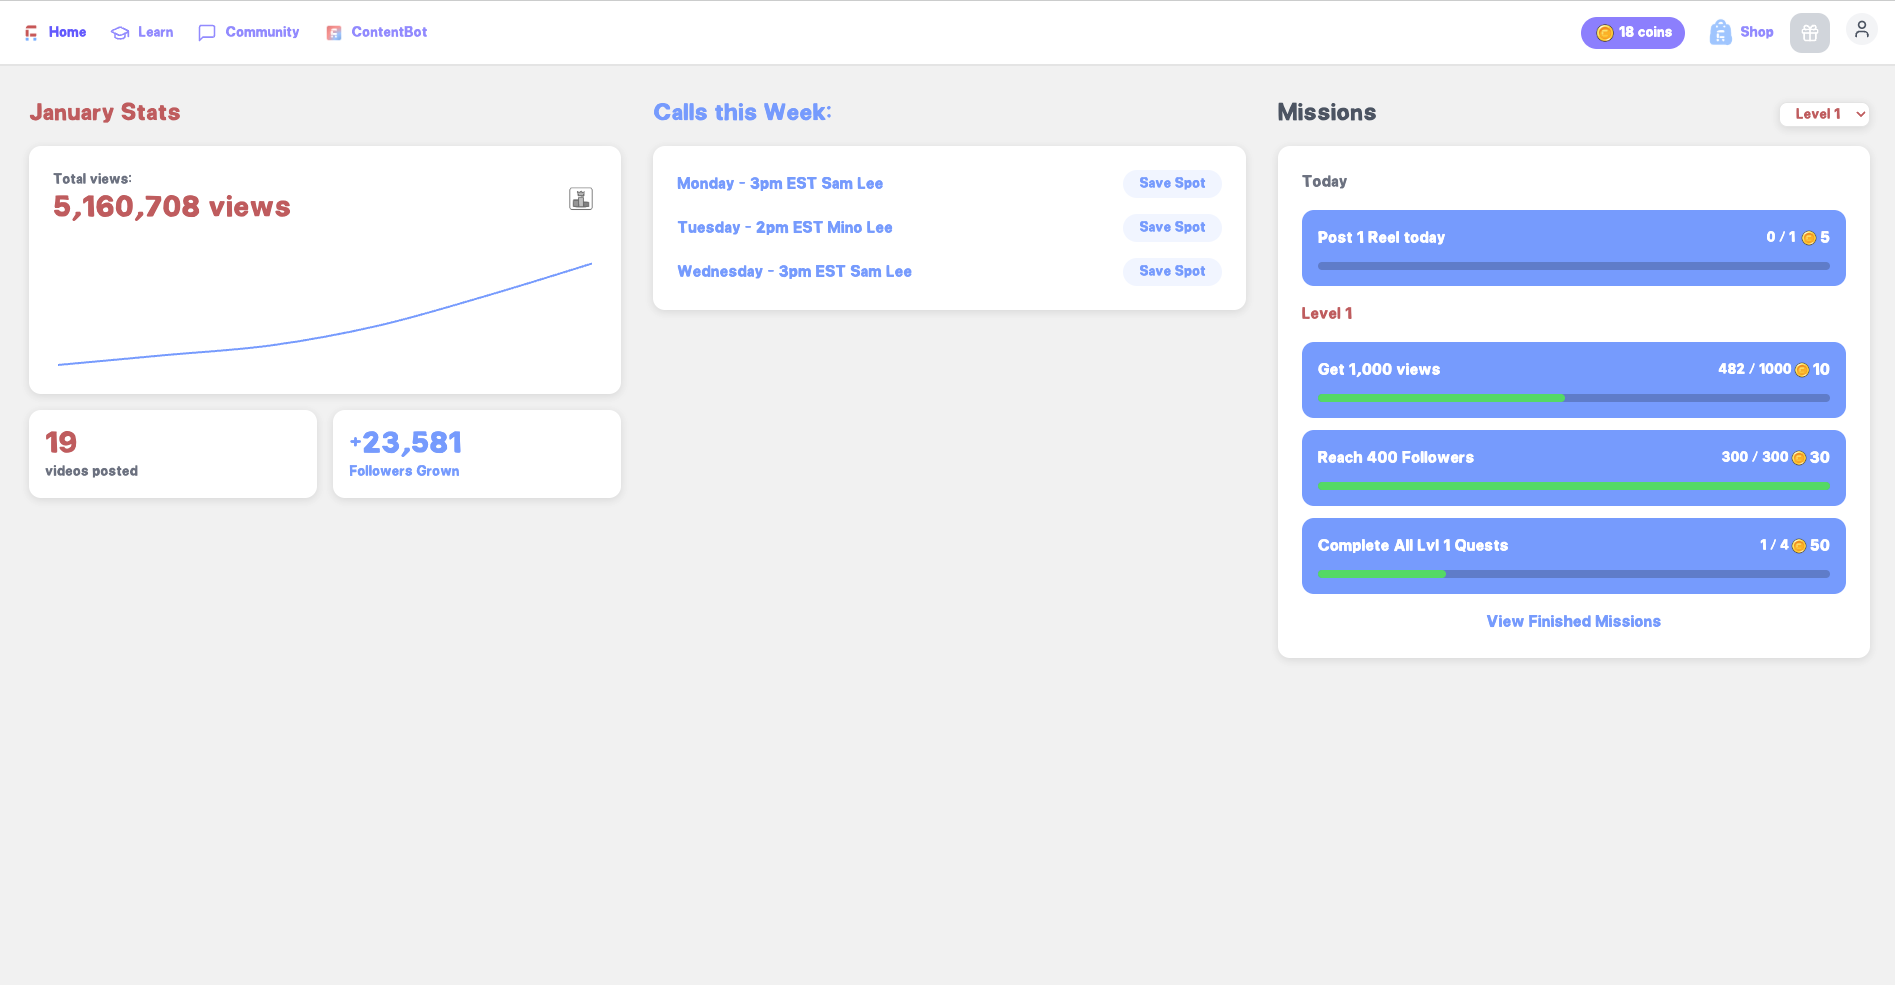 Home
Learn
Community
ContentBot
18 coins
Shop
January Stats
Total views:
5,160,708 views
19
videos posted
+23,581
Followers Grown
Calls this Week:
Monday - 3pm EST Sam Lee
Save Spot
Tuesday - 2pm EST Mino Lee
Save Spot
Wednesday - 3pm EST Sam Lee
Save Spot
Missions
Level 1
Today
Post 1 Reel today 0 / 1 5
Level 1
Get 1,000 views 482 / 1000 10
Reach 400 Followers 300 / 300 30
Complete All Lvl 1 Quests 1 / 4 50
View Finished Missions